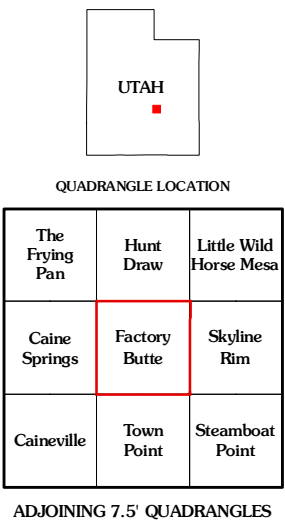 UTAH
QUADRANGLE LOCATION
The
Frying
Pan
Hunt
Draw
Little Wild
Horse Mesa
Caine
Springs
Factory
Butte
Skyline
Rim
Caineville
Town
Point
Steamboat
Point
ADJOINING 7.5' QUADRANGLES